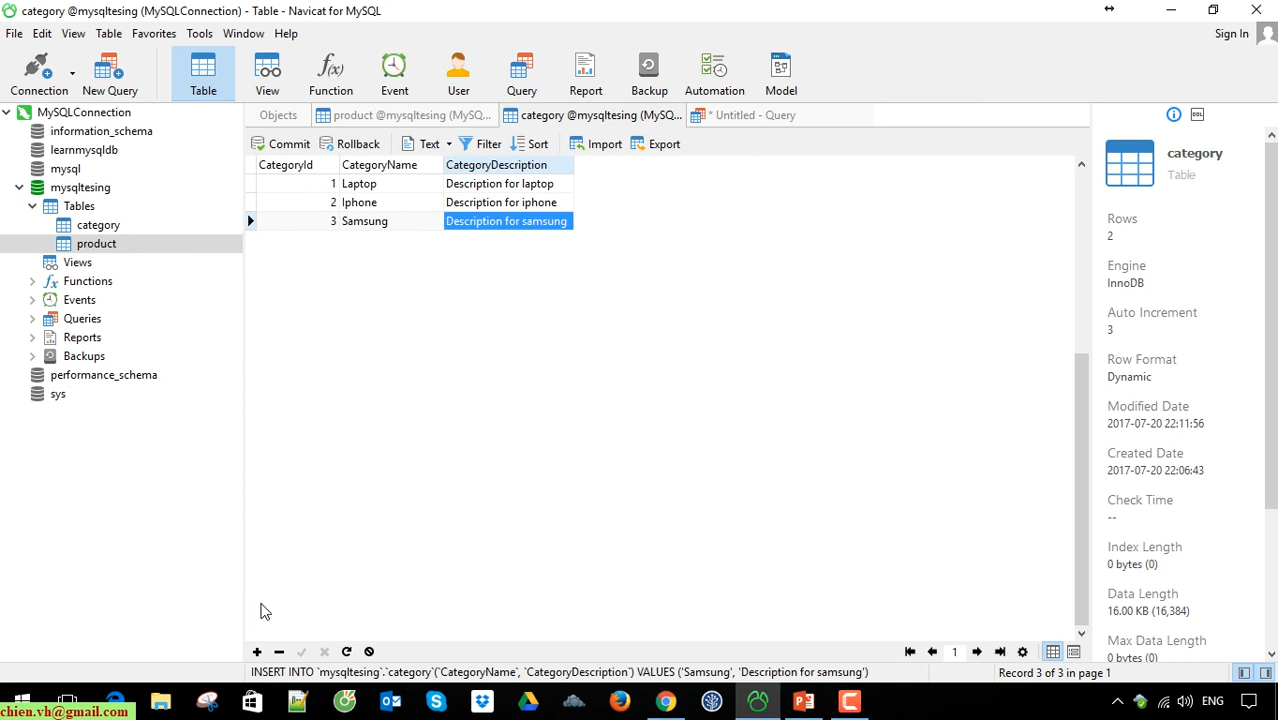 category @mysqltesing (MySQLConnection) - Table - Navicat for MySQL
File Edit View Table Favorites Tools Window Help
Sign In
Connection New Query Table View Function Event User Query Report Backup Automation Model
MySQLConnection
information_schema
learnmysqldb
mysql
mysqltesing
Tables
category
product
Views
Functions
Events
Queries
Reports
Backups
performance_schema
sys
Objects product @mysqltesing (MySQ... category @mysqltesing (MySQ... * Untitled - Query
Commit Rollback Text Filter Sort Import Export
CategoryId CategoryName CategoryDescription
1 Laptop Description for laptop
2 Iphone Description for iphone
3 Samsung Description for samsung
1
INSERT INTO `mysqltesing`.`category`(`CategoryName`, `CategoryDescription`) VALUES ('Samsung', 'Description for samsung')
Record 3 of 3 in page 1
DDL
category
Table
Rows
2
Engine
InnoDB
Auto Increment
3
Row Format
Dynamic
Modified Date
2017-07-20 22:11:56
Created Date
2017-07-20 22:06:43
Check Time
--
Index Length
0 bytes (0)
Data Length
16.00 KB (16,384)
Max Data Length
0 bytes (0)
ENG
chien.vh@gmail.com